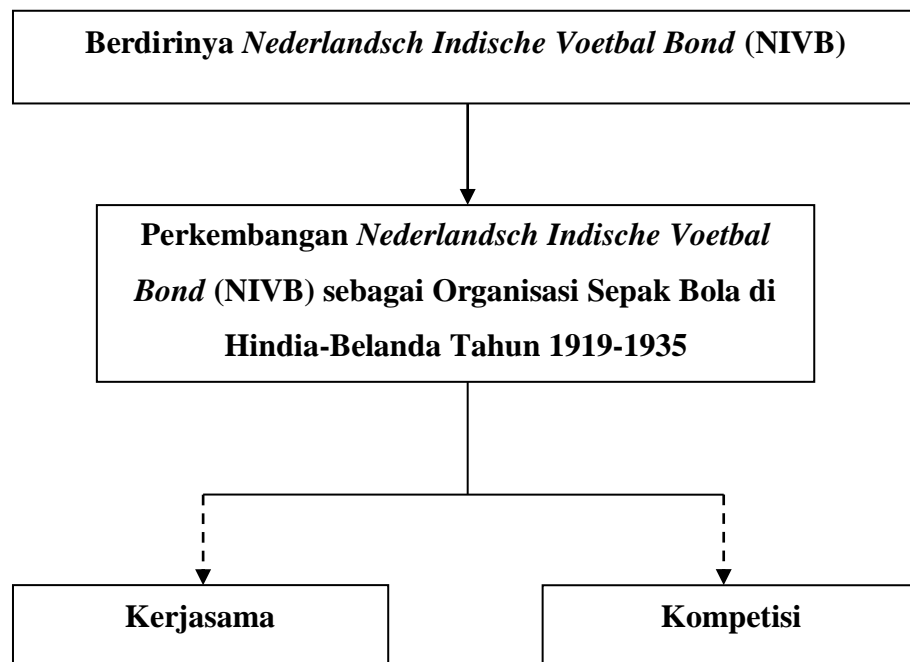 Berdirinya Nederlandsch Indische Voetbal Bond (NIVB)
Perkembangan Nederlandsch Indische Voetbal
Bond (NIVB) sebagai Organisasi Sepak Bola di
Hindia-Belanda Tahun 1919-1935
Kerjasama
Kompetisi